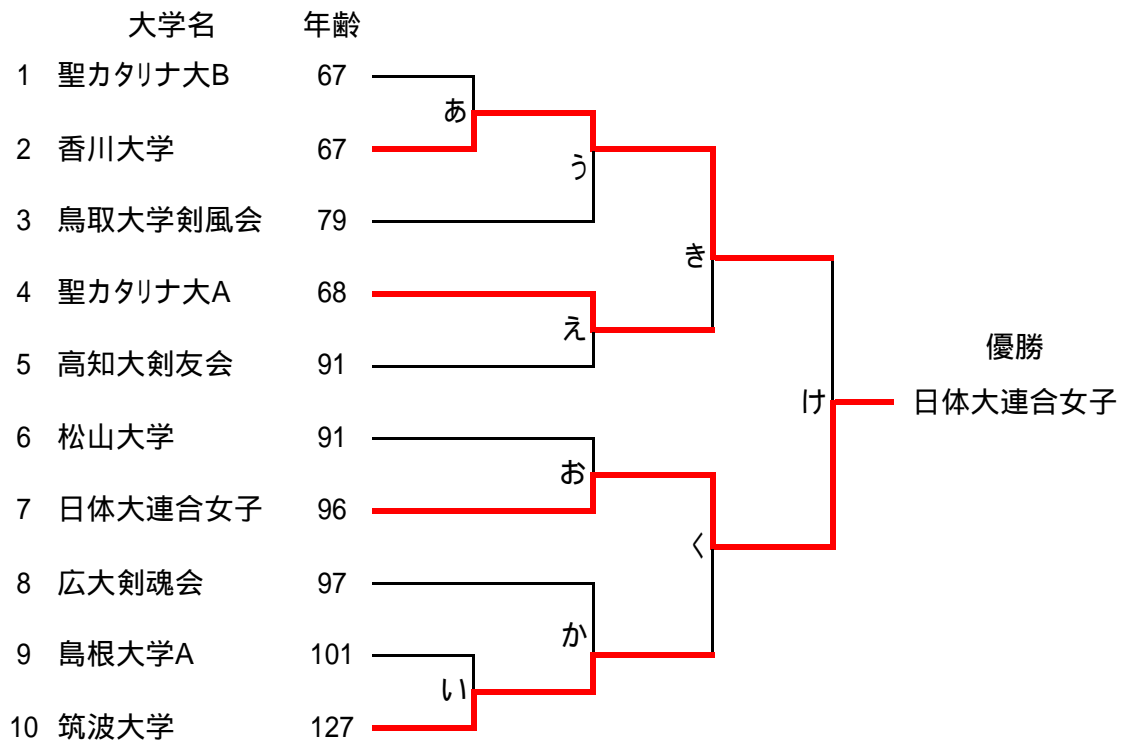 大学名 年齢
1 聖カタリナ大B 67
あ
2 香川大学 67
う
3 鳥取大学剣風会 79
き
4 聖カタリナ大A 68
え
優勝
5 高知大剣友会 91
け 日体大連合女子
6 松山大学 91
お
7 日体大連合女子 96
く
8 広大剣魂会 97
か
9 島根大学A 101
い
10 筑波大学 127